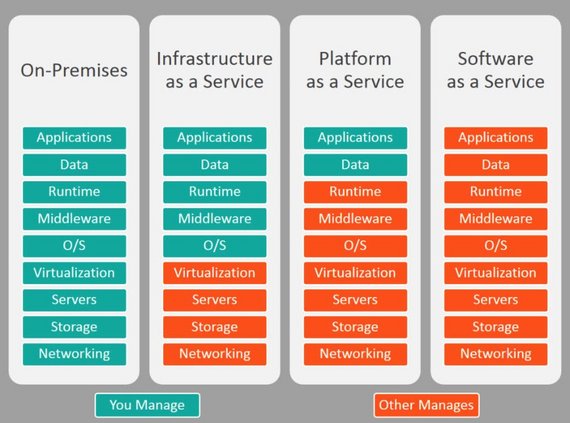 On-Premises
Applications
Data
Runtime
Middleware
O/S
Virtualization
Servers
Storage
Networking
Infrastructure
as a Service
Applications
Data
Runtime
Middleware
O/S
Virtualization
Servers
Storage
Networking
Platform
as a Service
Applications
Data
Runtime
Middleware
O/S
Virtualization
Servers
Storage
Networking
Software
as a Service
Applications
Data
Runtime
Middleware
O/S
Virtualization
Servers
Storage
Networking
You Manage
Other Manages